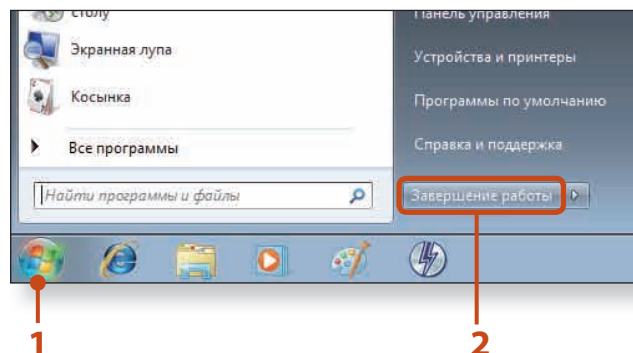 столу
Панель управления
Экранная лупа
Устройства и принтеры
Косынка
Программы по умолчанию
Все программы
Справка и поддержка
Найти программы и файлы
Завершение работы
1
2